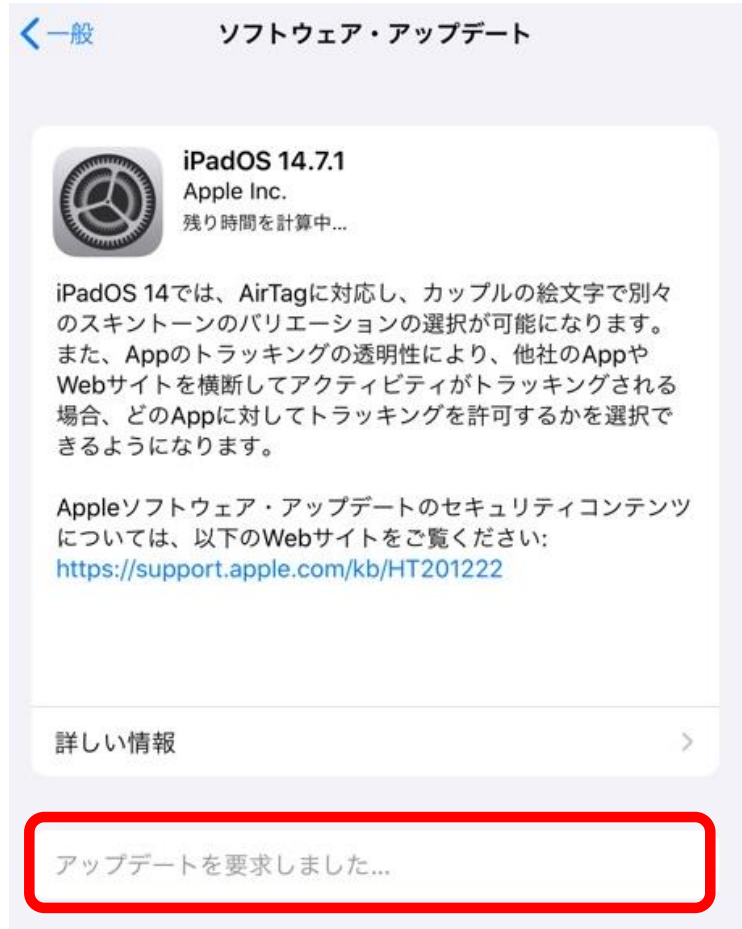 一般
ソフトウェア・アップデート
iPadOS 14.7.1
Apple Inc.
残り時間を計算中...
iPadOS 14では、AirTagに対応し、カップルの絵文字で別々
のスキントーンのバリエーションの選択が可能になります。
また、Appのトラッキングの透明性により、他社のAppや
Webサイトを横断してアクティビティがトラッキングされる
場合、どのAppに対してトラッキングを許可するかを選択で
きるようになります。
Appleソフトウェア・アップデートのセキュリティコンテンツ
については、以下のWebサイトをご覧ください:
https://support.apple.com/kb/HT201222
詳しい情報
アップデートを要求しました...